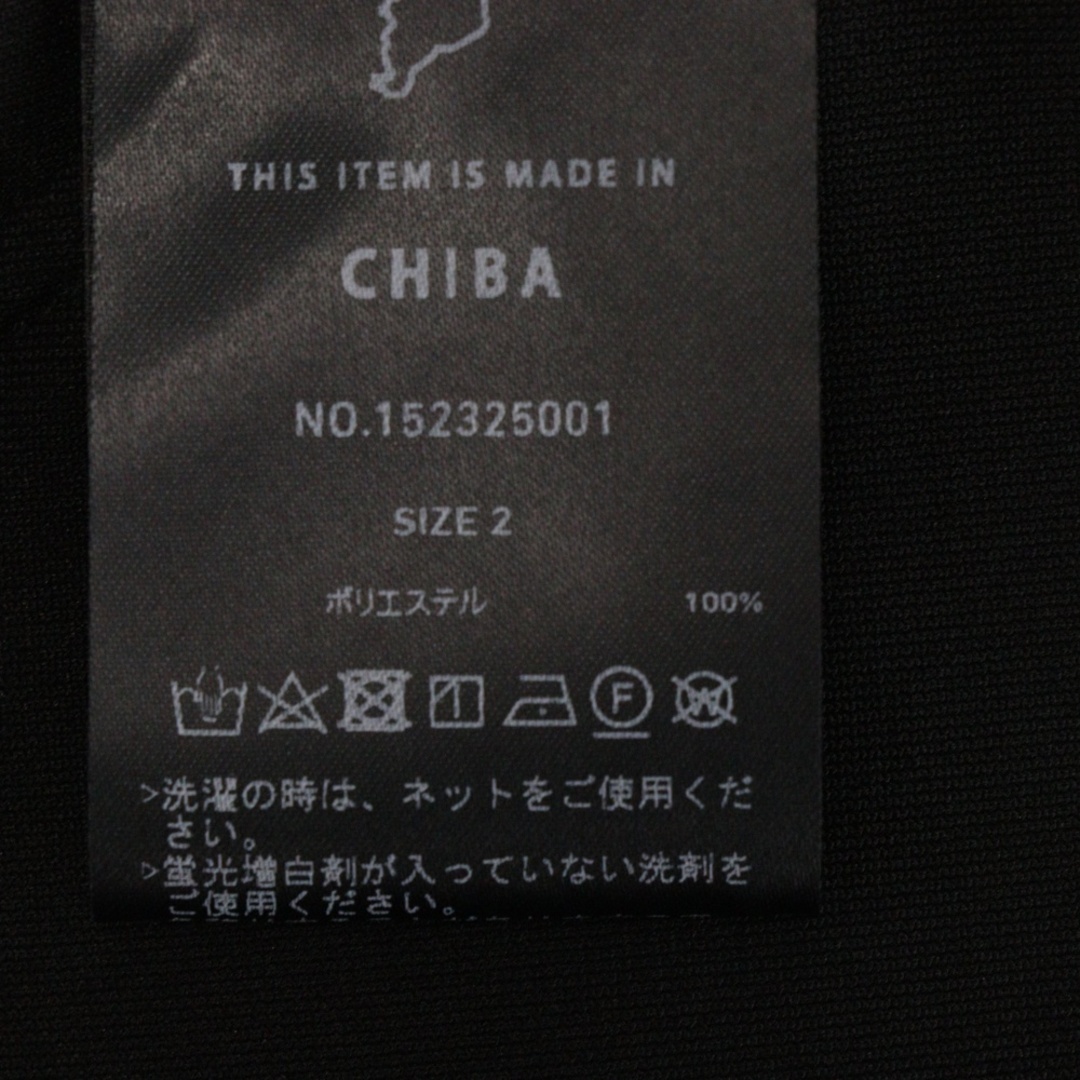 THIS ITEM IS MADE IN
CHIBA
NO.152325001
SIZE 2
ポリエステル 100%
F W
>洗濯の時は、ネットをご使用くだ
さい。
>蛍光増白剤が入っていない洗剤を
ご使用ください。